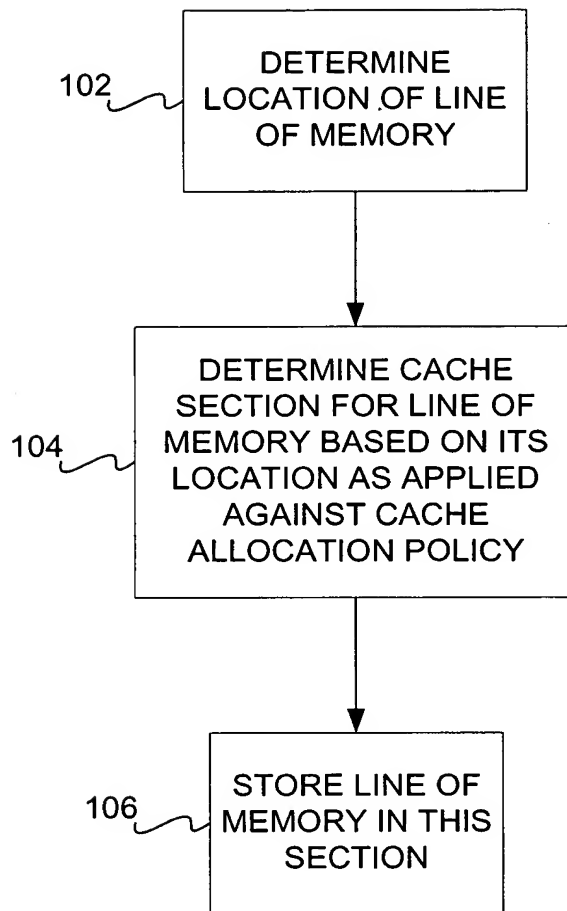 102
DETERMINE
LOCATION OF LINE
OF MEMORY
104
DETERMINE CACHE
SECTION FOR LINE OF
MEMORY BASED ON ITS
LOCATION AS APPLIED
AGAINST CACHE
ALLOCATION POLICY
106
STORE LINE OF
MEMORY IN THIS
SECTION